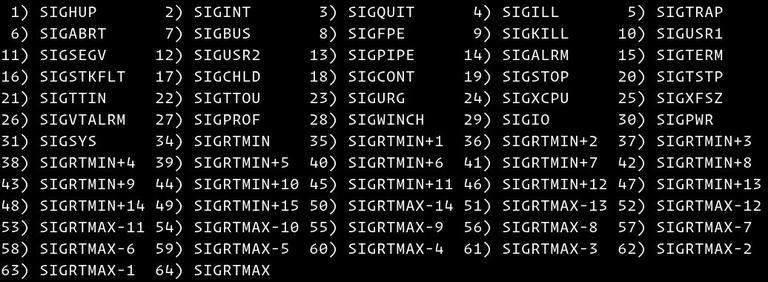 1) SIGHUP 2) SIGINT 3) SIGQUIT 4) SIGILL 5) SIGTRAP
6) SIGABRT 7) SIGBUS 8) SIGFPE 9) SIGKILL 10) SIGUSR1
11) SIGSEGV 12) SIGUSR2 13) SIGPIPE 14) SIGALRM 15) SIGTERM
16) SIGSTKFLT 17) SIGCHLD 18) SIGCONT 19) SIGSTOP 20) SIGTSTP
21) SIGTTIN 22) SIGTTOU 23) SIGURG 24) SIGXCPU 25) SIGXFSZ
26) SIGVTALRM 27) SIGPROF 28) SIGWINCH 29) SIGIO 30) SIGPWR
31) SIGSYS 34) SIGRTMIN 35) SIGRTMIN+1 36) SIGRTMIN+2 37) SIGRTMIN+3
38) SIGRTMIN+4 39) SIGRTMIN+5 40) SIGRTMIN+6 41) SIGRTMIN+7 42) SIGRTMIN+8
43) SIGRTMIN+9 44) SIGRTMIN+10 45) SIGRTMIN+11 46) SIGRTMIN+12 47) SIGRTMIN+13
48) SIGRTMIN+14 49) SIGRTMIN+15 50) SIGRTMAX-14 51) SIGRTMAX-13 52) SIGRTMAX-12
53) SIGRTMAX-11 54) SIGRTMAX-10 55) SIGRTMAX-9 56) SIGRTMAX-8 57) SIGRTMAX-7
58) SIGRTMAX-6 59) SIGRTMAX-5 60) SIGRTMAX-4 61) SIGRTMAX-3 62) SIGRTMAX-2
63) SIGRTMAX-1 64) SIGRTMAX